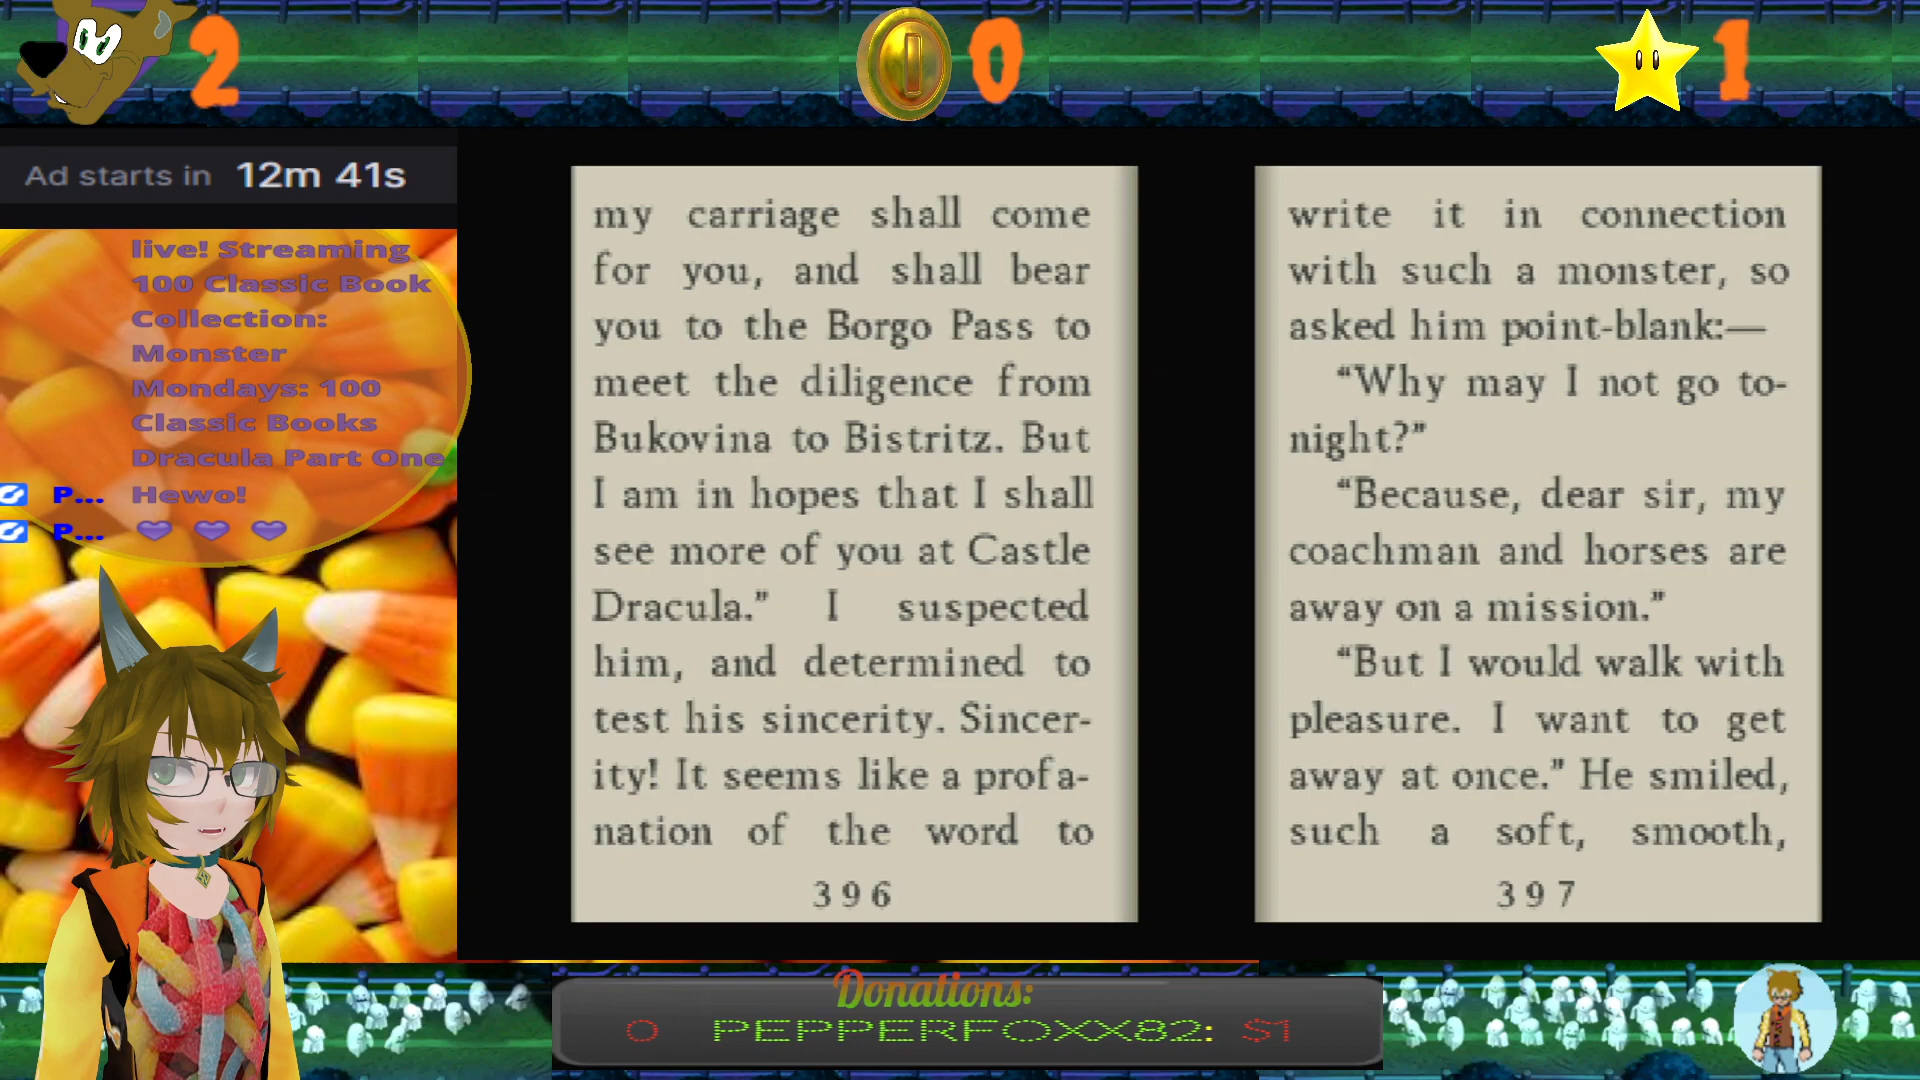 2
0
1
Ad starts in 12m 41s
live! Streaming
100 Classic Book
Collection:
Monster
Mondays: 100
Classic Books
Dracula Part One
P... Hewo!
P...
my carriage shall come
for you, and shall bear
you to the Borgo Pass to
meet the diligence from
Bukovina to Bistritz. But
I am in hopes that I shall
see more of you at Castle
Dracula.” I suspected
him, and determined to
test his sincerity. Sincer-
ity! It seems like a profa-
nation of the word to
396
write it in connection
with such a monster, so
asked him point-blank:—
“Why may I not go to-
night?”
“Because, dear sir, my
coachman and horses are
away on a mission.”
“But I would walk with
pleasure. I want to get
away at once.” He smiled,
such a soft, smooth,
397
Donations:
0 PEPPERFOXX82: $1